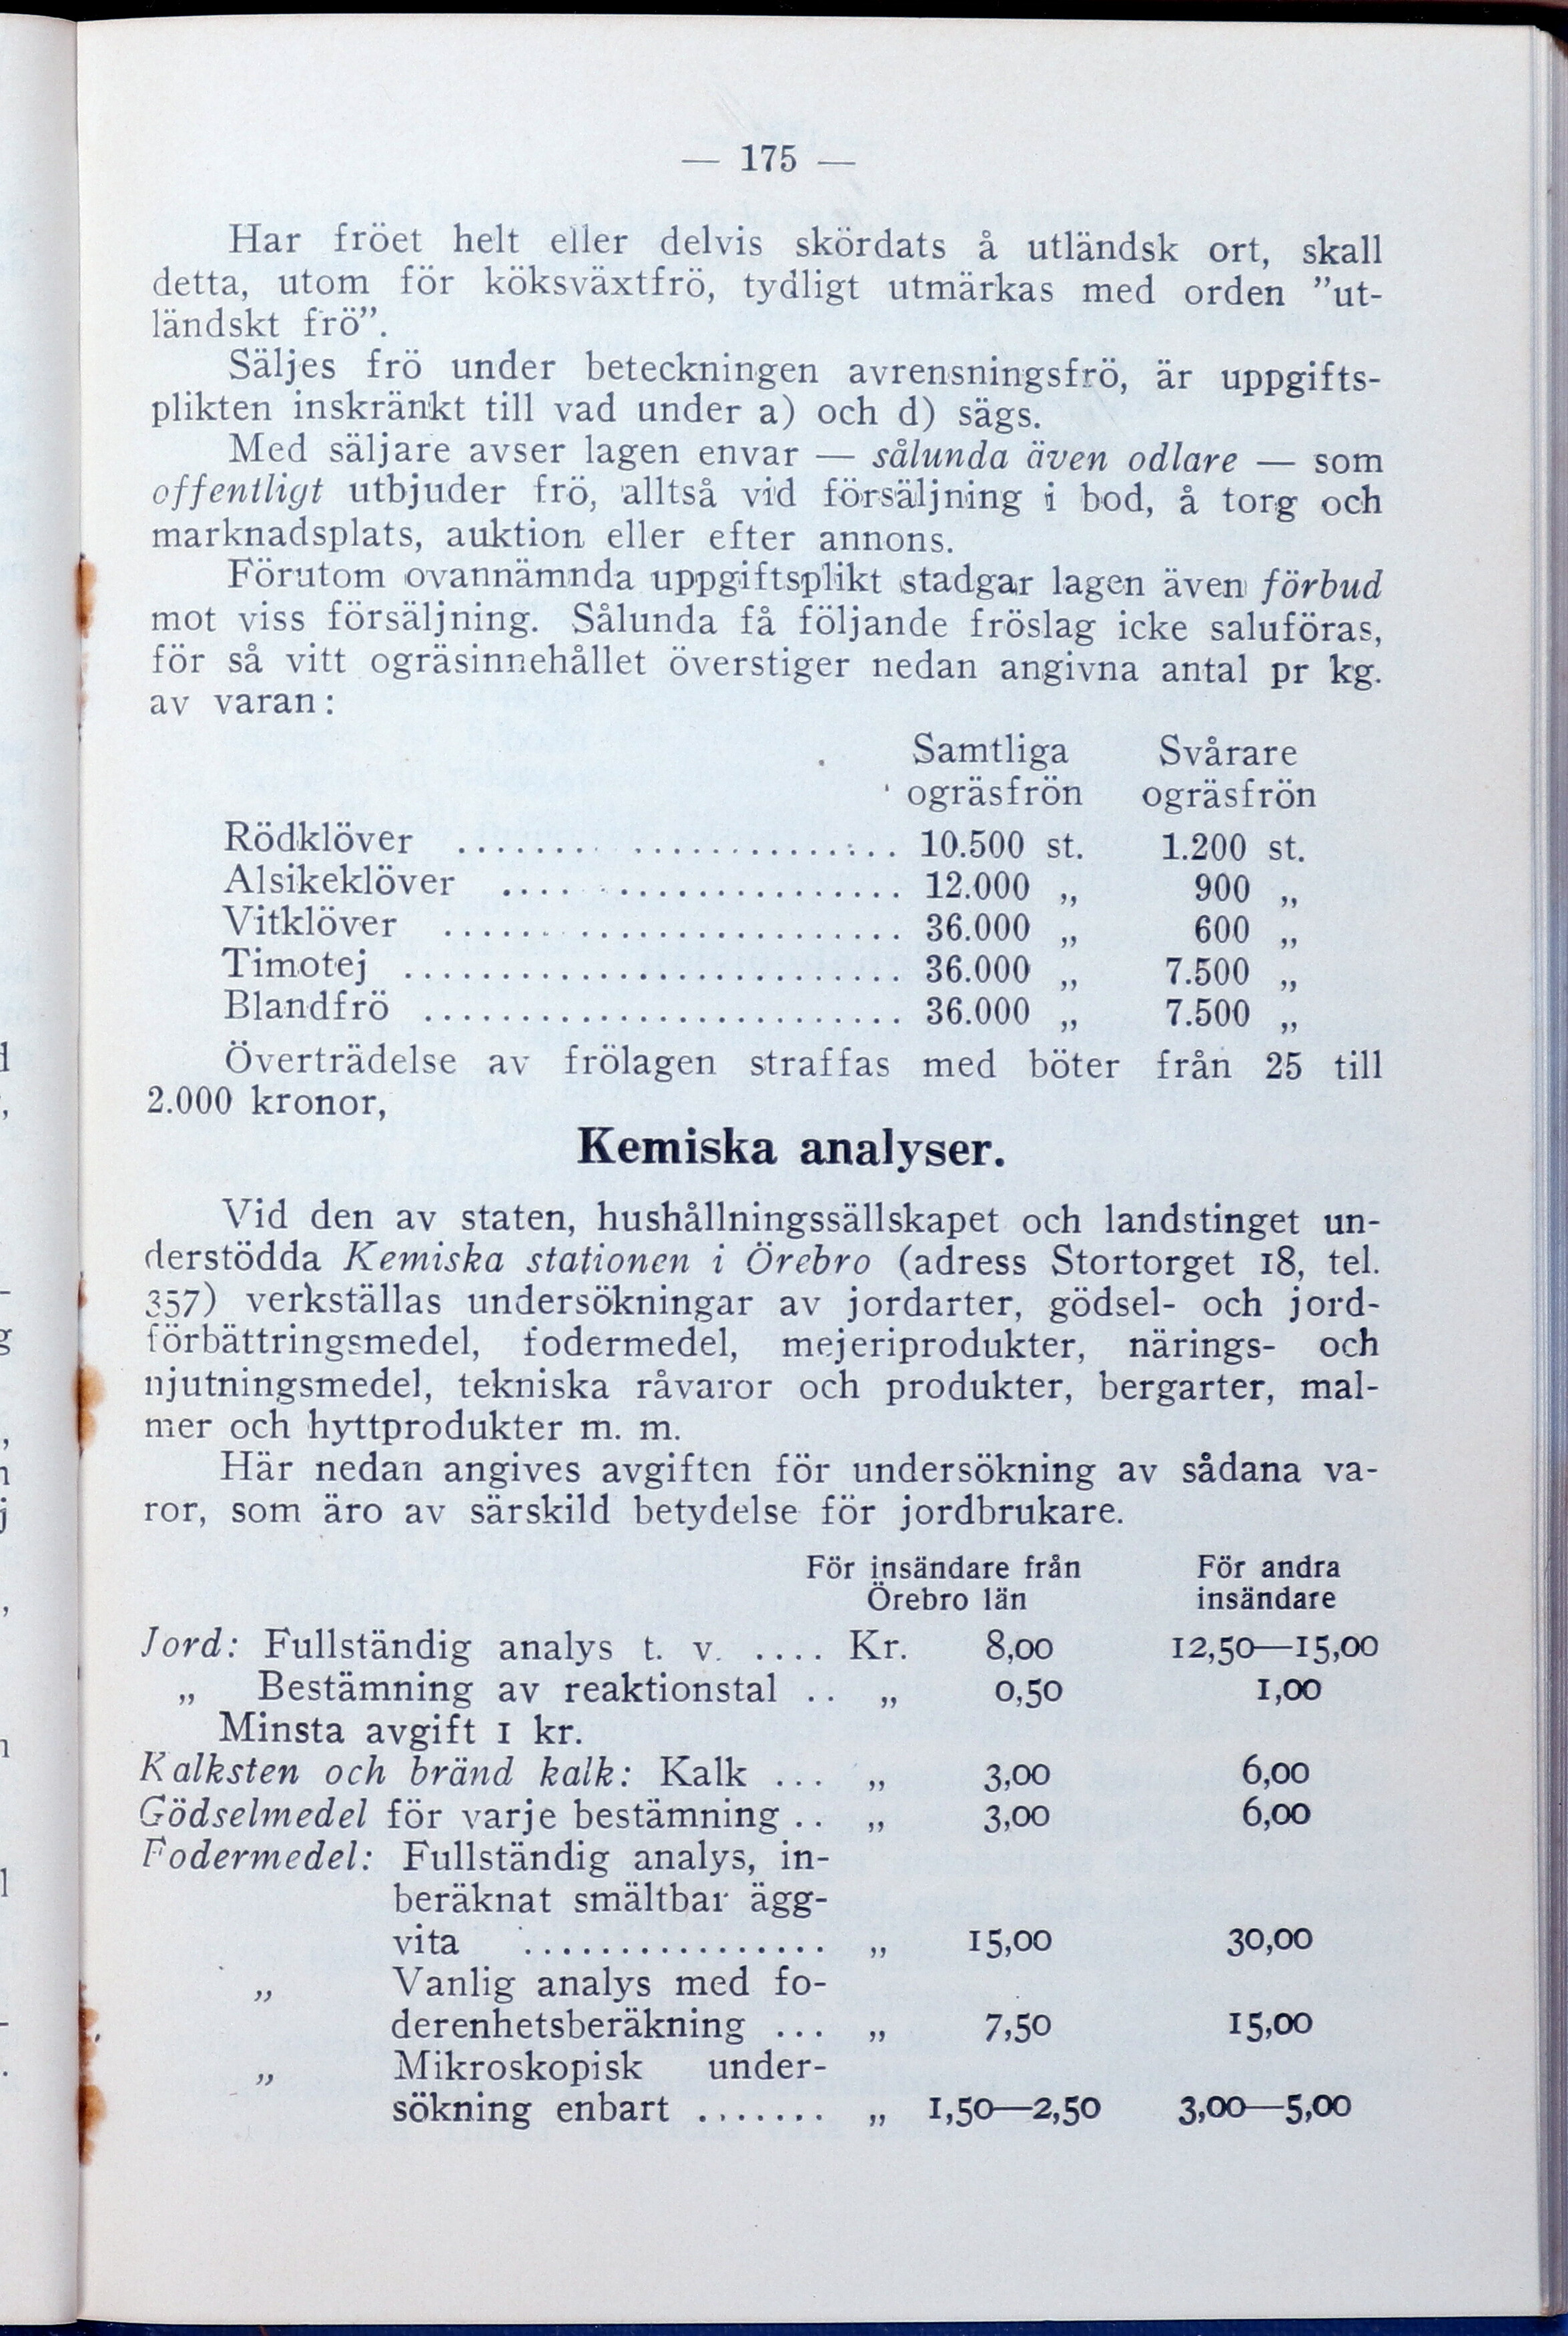 — 175 —
Har fröet helt eller delvis skördats å utländsk ort, skall
detta, utom för köksväxtfrö, tydligt utmärkas med orden ”ut-
ländskt frö”.
Säljes frö under beteckningen avrensningsfrö, är uppgifts-
plikten inskränkt till vad under a) och d) sägs.
Med säljare avser lagen envar — sålunda även odlare — som
offentligt utbjuder frö, alltså vid försäljning i bod, å torg och
marknadsplats, auktion eller efter annons.
Förutom ovannämnda uppgiftsplikt stadgar lagen även förbud
mot viss försäljning. Sålunda få följande fröslag icke saluföras,
för så vitt ogräsinnehållet överstiger nedan angivna antal pr kg.
av varan:
Samtliga Svårare
ogräsfrön ogräsfrön
Rödklöver .......................... 10.500 st. 1.200 st.
Alsikeklöver ..................... 12.000 „ 900 „
Vitklöver ........................ 36.000 „ 600 „
Timotej .......................... 36.000 „ 7.500 „
Blandfrö ......................... 36.000 „ 7.500 „
Överträdelse av frölagen straffas med böter från 25 till
2.000 kronor,
Kemiska analyser.
Vid den av staten, hushållningssällskapet och landstinget un-
derstödda Kemiska stationen i Örebro (adress Stortorget 18, tel.
357) verkställas undersökningar av jordarter, gödsel- och jord-
förbättringsmedel, fodermedel, mejeriprodukter, närings- och
njutningsmedel, tekniska råvaror och produkter, bergarter, mal-
mer och hyttprodukter m. m.
Här nedan angives avgiften för undersökning av sådana va-
ror, som äro av särskild betydelse för jordbrukare.
För insändare från För andra
Örebro län insändare
Jord: Fullständig analys t. v. .... Kr. 8,00 12,50—15,00
„ Bestämning av reaktionstal .. „ 0,50 1,00
Minsta avgift 1 kr.
Kalksten och bränd kalk: Kalk ... „ 3,00 6,00
Gödselmedel för varje bestämning .. „ 3,00 6,00
Fodermedel: Fullständig analys, in-
beräknat smältbar ägg-
vita ................ „ 15,00 30,00
„ Vanlig analys med fo-
derenhetsberäkning ... „ 7,50 15,00
„ Mikroskopisk under-
sökning enbart ....... „ 1,50—2,50 3,00—5,00